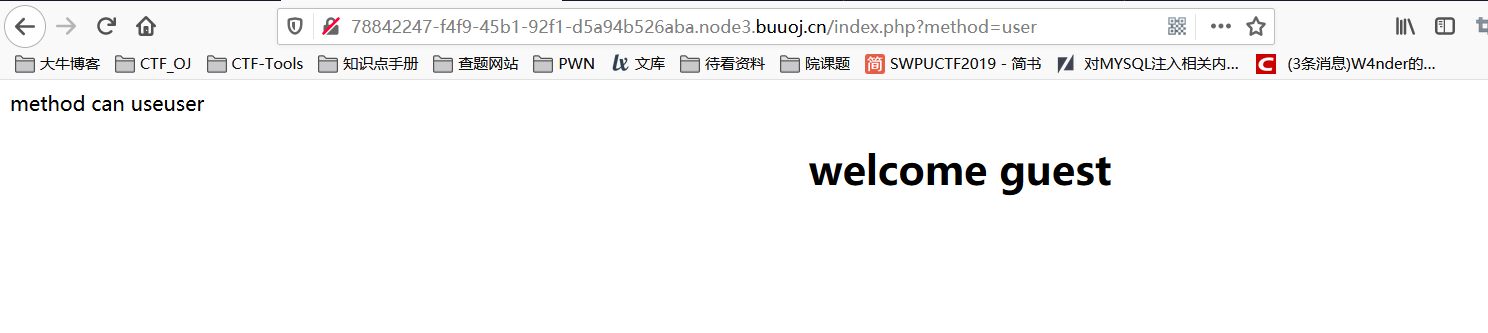 78842247-f4f9-45b1-92f1-d5a94b526aba.node3.buuoj.cn/index.php?method=user
大牛博客 CTF_OJ CTF-Tools 知识点手册 查题网站 PWN lx 文库 待看资料 院课题 简 SWPUCTF2019 - 简书 对MYSQL注入相关内... C (3条消息)W4nder的...
method can useuser
welcome guest